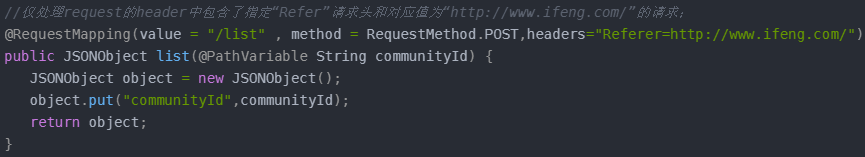 //仅处理request的header中包含了指定“Refer”请求头和对应值为“http://www.ifeng.com/”的请求;
@RequestMapping(value = "/list" , method = RequestMethod.POST,headers="Referer=http://www.ifeng.com/")
public JSONObject list(@PathVariable String communityId) {
JSONObject object = new JSONObject();
object.put("communityId",communityId);
return object;
}